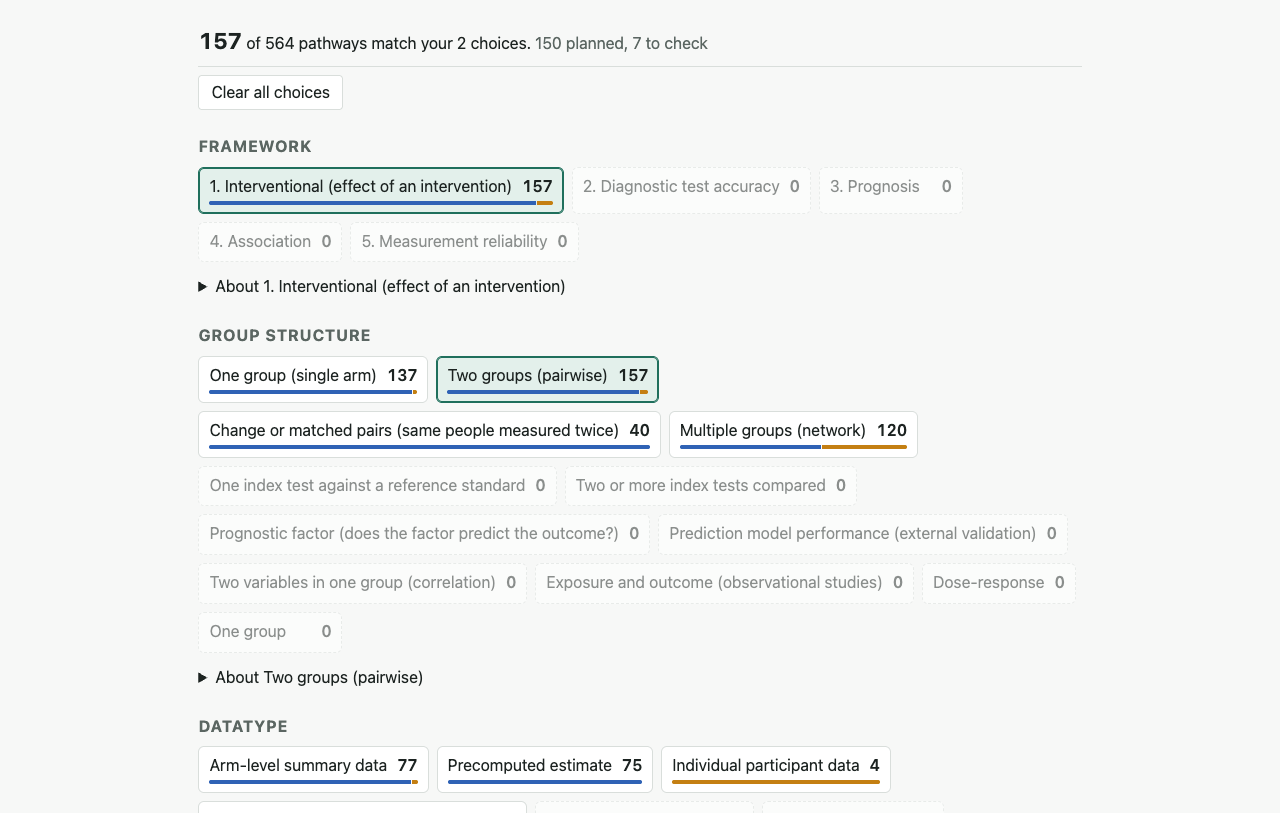 157 of 564 pathways match your 2 choices. 150 planned, 7 to check
Clear all choices
FRAMEWORK
1. Interventional (effect of an intervention) 157 2. Diagnostic test accuracy 0 3. Prognosis 0
4. Association 0 5. Measurement reliability 0
▶ About 1. Interventional (effect of an intervention)
GROUP STRUCTURE
One group (single arm) 137 Two groups (pairwise) 157
Change or matched pairs (same people measured twice) 40 Multiple groups (network) 120
One index test against a reference standard 0 Two or more index tests compared 0
Prognostic factor (does the factor predict the outcome?) 0 Prediction model performance (external validation) 0
Two variables in one group (correlation) 0 Exposure and outcome (observational studies) 0 Dose-response 0
One group 0
▶ About Two groups (pairwise)
DATATYPE
Arm-level summary data 77 Precomputed estimate 75 Individual participant data 4